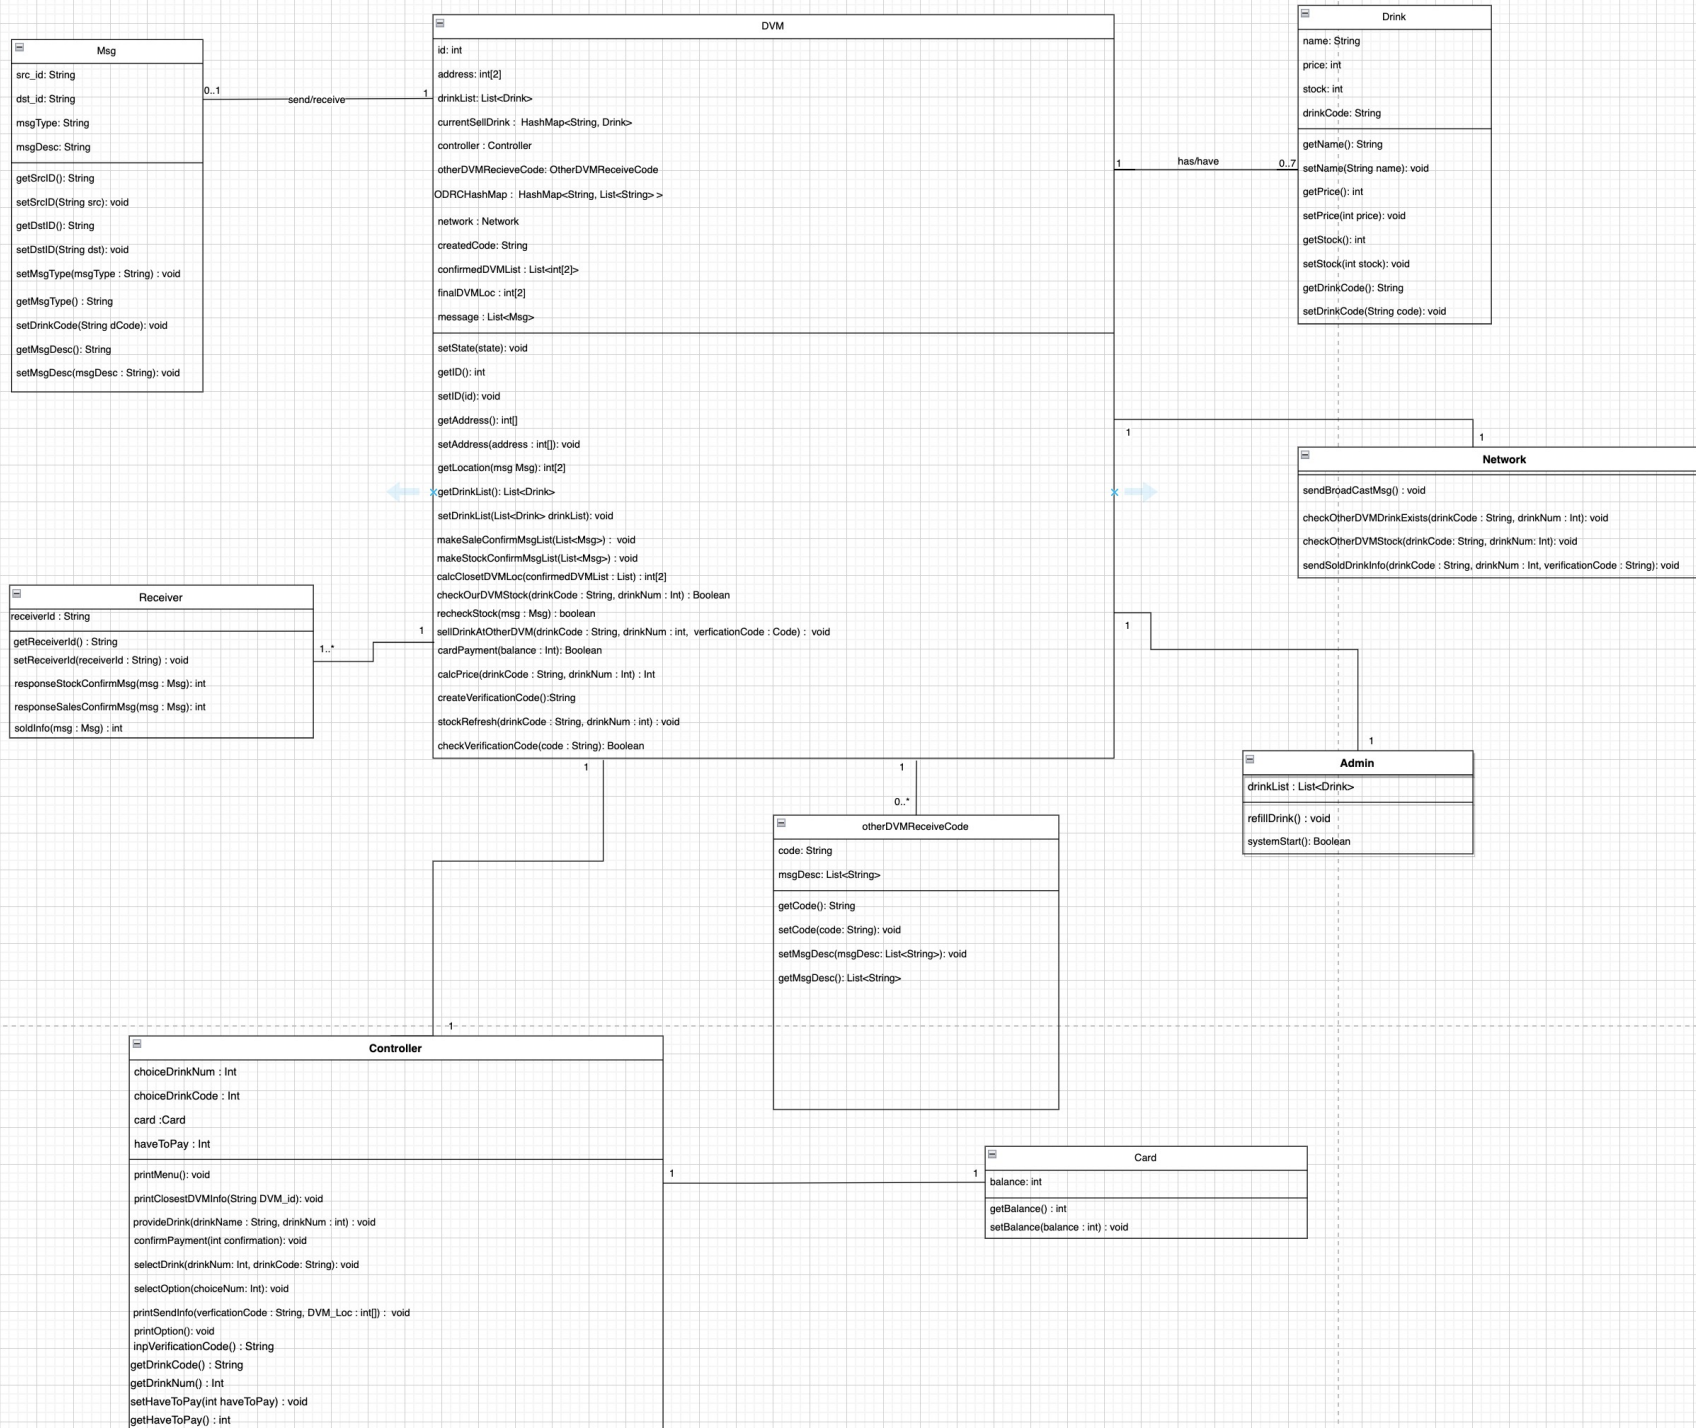 Msg
src_id: String
dst_id: String
msgType: String
msgDesc: String
getSrcID(): String
setSrcID(String src): void
getDstID(): String
setDstID(String dst): void
setMsgType(msgType : String) : void
getMsgType() : String
setDrinkCode(String dCode): void
getMsgDesc(): String
setMsgDesc(msgDesc : String): void
0..1
send/receive
1
DVM
id: int
address: int[2]
drinkList: List<Drink>
currentSellDrink : HashMap<String, Drink>
controller : Controller
otherDVMRecieveCode: OtherDVMReceiveCode
ODRCHashMap : HashMap<String, List<String> >
network : Network
createdCode: String
confirmedDVMList : List<int[2]>
finalDVMLoc : int[2]
message : List<Msg>
setState(state): void
getID(): int
setID(id): void
getAddress(): int[]
setAddress(address : int[]): void
getLocation(msg Msg): int[2]
getDrinkList(): List<Drink>
setDrinkList(List<Drink> drinkList): void
makeSaleConfirmMsgList(List<Msg>) : void
makeStockConfirmMsgList(List<Msg>) : void
calcClosetDVMLoc(confirmedDVMList : List) : int[2]
checkOurDVMStock(drinkCode : String, drinkNum : Int) : Boolean
recheckStock(msg : Msg) : boolean
sellDrinkAtOtherDVM(drinkCode : String, drinkNum : int, verficationCode : Code) : void
cardPayment(balance : Int): Boolean
calcPrice(drinkCode : String, drinkNum : Int) : Int
createVerificationCode():String
stockRefresh(drinkCode : String, drinkNum : int) : void
checkVerificationCode(code : String): Boolean
1
has/have
0..7
Drink
name: String
price: int
stock: int
drinkCode: String
getName(): String
setName(String name): void
getPrice(): int
setPrice(int price): void
getStock(): int
setStock(int stock): void
getDrinkCode(): String
setDrinkCode(String code): void
1
1
Network
sendBroadCastMsg() : void
checkOtherDVMDrinkExists(drinkCode : String, drinkNum : Int): void
checkOtherDVMStock(drinkCode: String, drinkNum: Int): void
sendSoldDrinkInfo(drinkCode : String, drinkNum : Int, verificationCode : String): void
Receiver
receiverId : String
getReceiverId() : String
setReceiverId(receiverId : String) : void
responseStockConfirmMsg(msg : Msg): int
responseSalesConfirmMsg(msg : Msg): int
soldInfo(msg : Msg) : int
1..*
1
1
1
Admin
drinkList : List<Drink>
refillDrink() : void
systemStart(): Boolean
1
1
0..*
otherDVMReceiveCode
code: String
msgDesc: List<String>
getCode(): String
setCode(code: String): void
setMsgDesc(msgDesc: List<String>): void
getMsgDesc(): List<String>
1
Controller
choiceDrinkNum : Int
choiceDrinkCode : Int
card :Card
haveToPay : Int
printMenu(): void
printClosestDVMInfo(String DVM_id): void
provideDrink(drinkName : String, drinkNum : int) : void
confirmPayment(int confirmation): void
selectDrink(drinkNum: Int, drinkCode: String): void
selectOption(choiceNum: Int): void
printSendInfo(verficationCode : String, DVM_Loc : int[]) : void
printOption(): void
inpVerificationCode() : String
getDrinkCode() : String
getDrinkNum() : Int
setHaveToPay(int haveToPay) : void
getHaveToPay() : int
1
1
Card
balance: int
getBalance() : int
setBalance(balance : int) : void